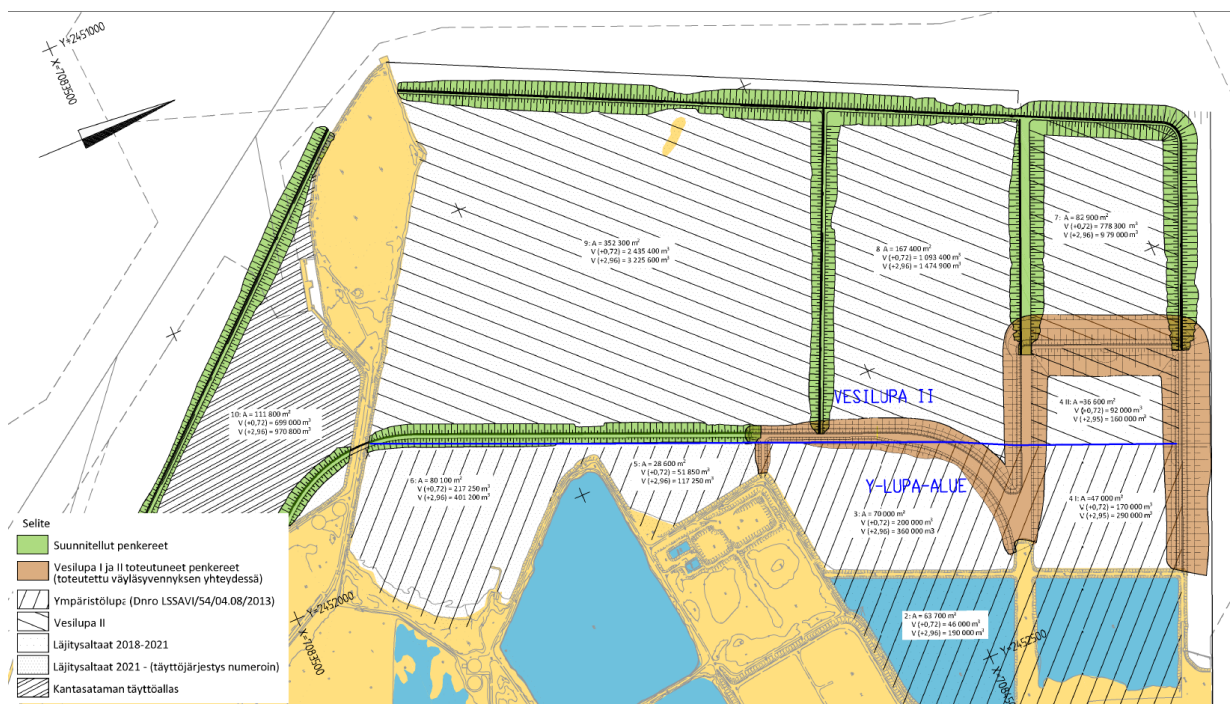 Y=2451000
X=7083500
9: A = 352 300 m²
V (+0,72) = 2 435 400 m³
V (+2,96) = 3 225 600 m³
8 A = 167 400 m²
V (+0,72) = 1 093 400 m³
V (+2,96) = 1 474 900 m³
7: A = 82 900 m²
V (+0,72) = 778 300 m³
V (+2,96) = 9 79 000 m³
10: A = 111 800 m²
V (+0,72) = 699 000 m³
V (+2,96) = 970 800 m³
VESILUPA II
4 II: A =36 600 m²
V (+0,72) = 92 000 m³
V (+2,95) = 160 000 m³
6: A = 80 100 m²
V (+0,72) = 217 250 m³
V (+2,96) = 401 200 m³
5: A = 28 600 m²
V (+0,72) = 51 850 m³
V (+2,96) = 117 250 m³
Y-LUPA-ALUE
3: A = 70 000 m²
V (+0,72) = 200 000 m³
V (+2,96) = 360 000 m3
4 I: A =47 000 m²
V (+0,72) = 170 000 m³
V (+2,95) = 290 000 m³
2: A = 63 700 m²
V (+0,72) = 46 000 m³
V (+2,96) = 190 000 m³
Y=2452000
X=7083500
Y=2452500
Selite
Suunnitellut penkereet
Vesilupa I ja II toteutuneet penkereet
(toteutettu väyläsyvennyksen yhteydessä)
Ympäristölupa (Dnro LSSAVI/54/04.08/2013)
Vesilupa II
Läjitysaltaat 2018-2021
Läjitysaltaat 2021 - (täyttöjärjestys numeroin)
Kantasataman täyttöallas